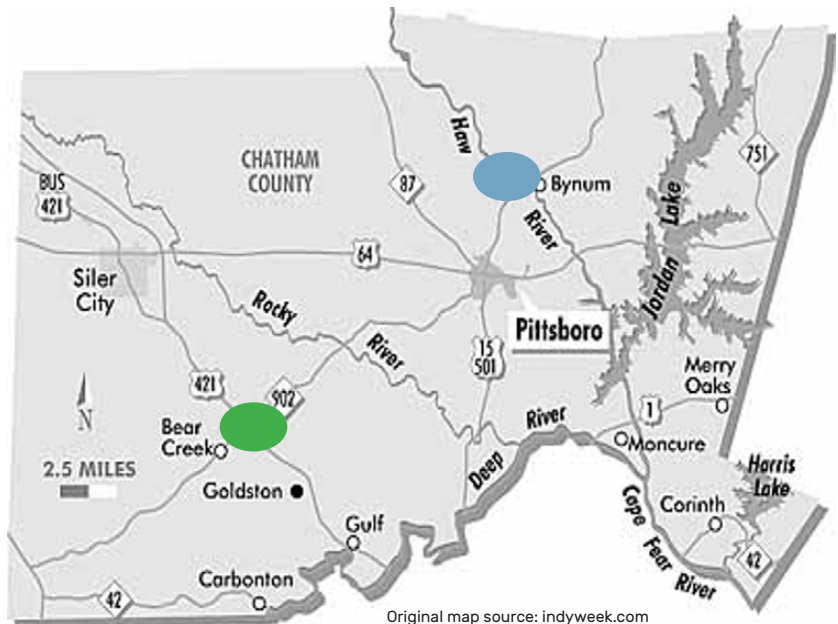 Haw
CHATHAM
COUNTY
87
751
BUS
421
Bynum
River
Lake
64
Siler
City
Jordan
Rocky
Pittsboro
River
15
501
Merry
Oaks
421
902
N
1
Bear
Creek
River
Moncure
2.5 MILES
Deep
Harris
Lake
Goldston
Cape
Fear
River
Corinth
Gulf
42
Carbonton
42
Original map source: indyweek.com